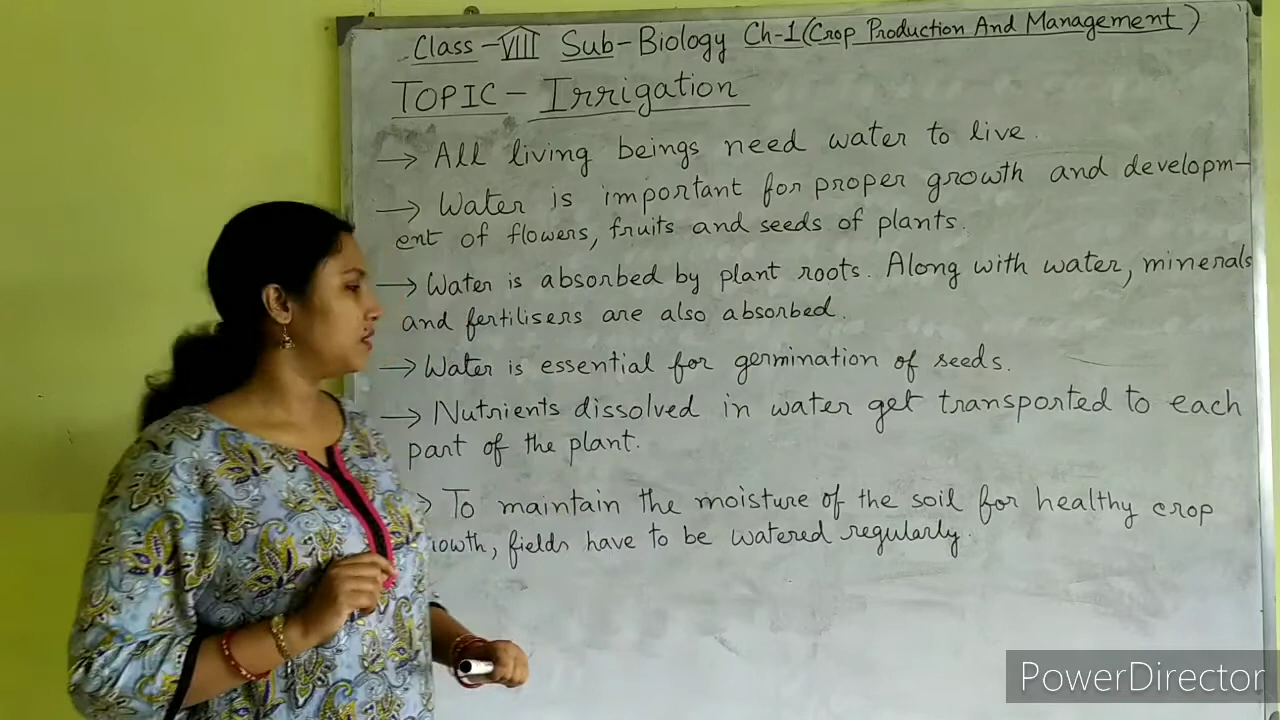 Class - VIII Sub - Biology Ch-1 (Crop Production And Management)
TOPIC - Irrigation
→ All living beings need water to live.
→ Water is important for proper growth and developm-
ent of flowers, fruits and seeds of plants.
→ Water is absorbed by plant roots. Along with water, minerals
and fertilisers are also absorbed.
→ Water is essential for germination of seeds.
→ Nutrients dissolved in water get transported to each
part of the plant.
→ To maintain the moisture of the soil for healthy crop
fields have to be watered regularly.
PowerDirector